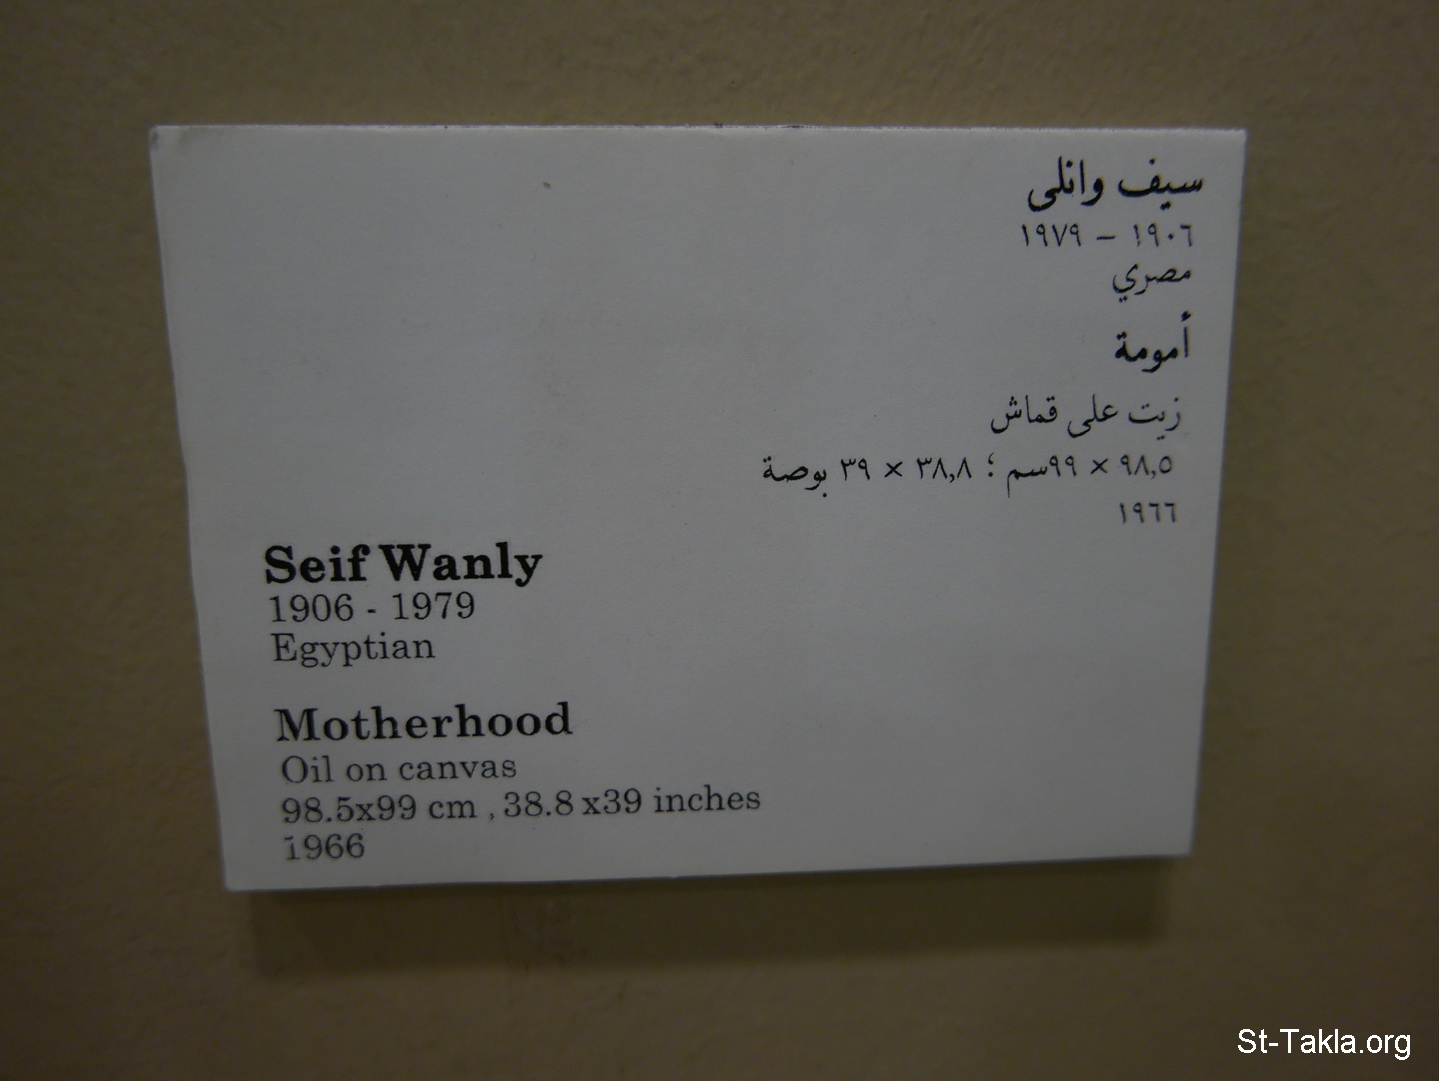 سيف وانلى
١٩٠٦ – ١٩٧٩
مصري
أمومة
زيت على قماش
٩٨,٥ × ٩٩سم ؛ ٣٨,٨ × ٣٩ بوصة
١٩٦٦
Seif Wanly
1906 - 1979
Egyptian
Motherhood
Oil on canvas
98.5x99 cm , 38.8 x39 inches
1966
St-Takla.org